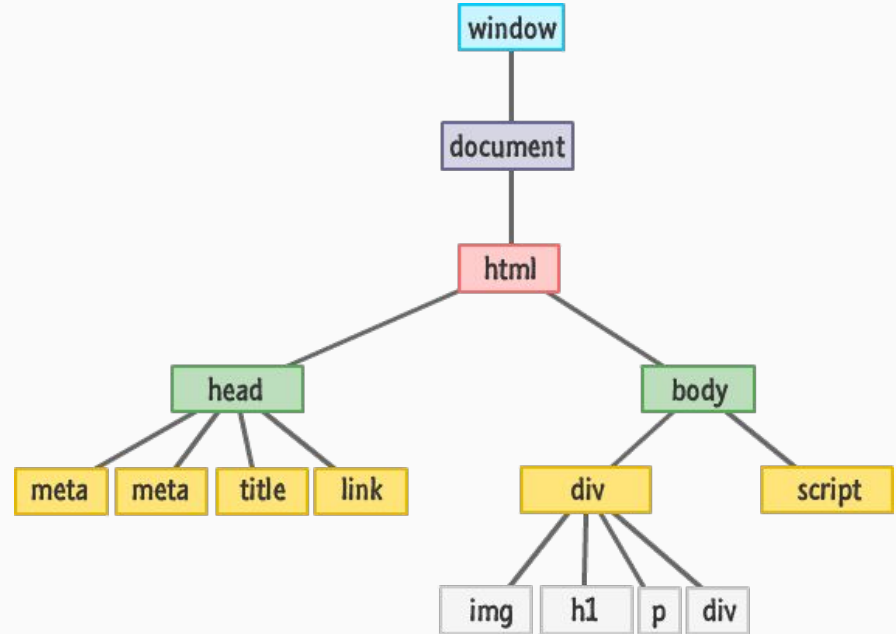 window
document
html
head
body
meta
meta
title
link
div
script
img
h1
p
div